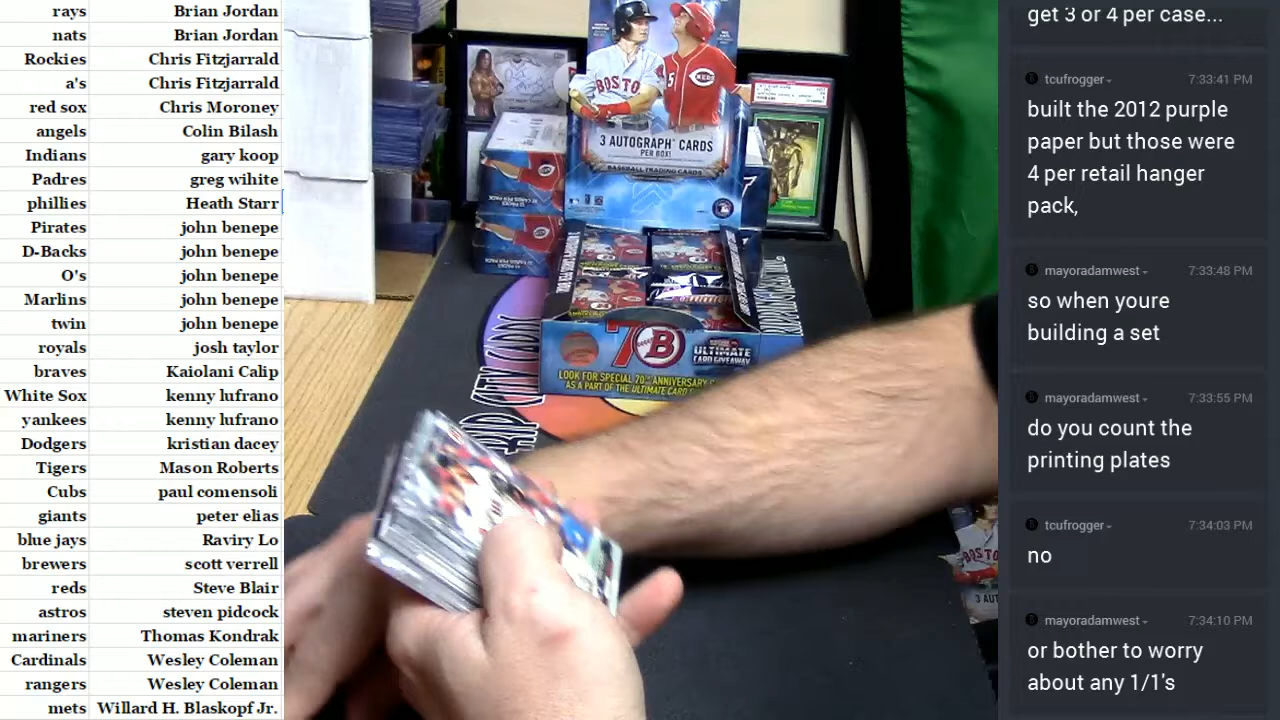 rays Brian Jordan
nats Brian Jordan
Rockies Chris Fitzjarrald
a's Chris Fitzjarrald
red sox Chris Moroney
angels Colin Bilash
Indians gary koop
Padres greg wihite
phillies Heath Starr
Pirates john benepe
D-Backs john benepe
O's john benepe
Marlins john benepe
twin john benepe
royals josh taylor
braves Kaiolani Calip
White Sox kenny lufrano
yankees kenny lufrano
Dodgers kristian dacey
Tigers Mason Roberts
Cubs paul comensoli
giants peter elias
blue jays Raviry Lo
brewers scott verrell
reds Steve Blair
astros steven pidcock
mariners Thomas Kondrak
Cardinals Wesley Coleman
rangers Wesley Coleman
mets Willard H. Blaskopf Jr.
BOSTON
REDS
3 AUTOGRAPH CARDS
PER BOX!
BASEBALL TRADING CARDS
7 B
ULTIMATE
CARD GIVEAWAY
LOOK FOR SPECIAL 70TH ANNIVERSARY
AS A PART OF THE ULTIMATE CARD
RIP CITY CARDS
get 3 or 4 per case...
tcufrogger 7:33:41 PM
built the 2012 purple
paper but those were
4 per retail hanger
pack,
mayoradamwest 7:33:48 PM
so when youre
building a set
mayoradamwest 7:33:55 PM
do you count the
printing plates
tcufrogger 7:34:03 PM
no
mayoradamwest 7:34:10 PM
or bother to worry
about any 1/1's